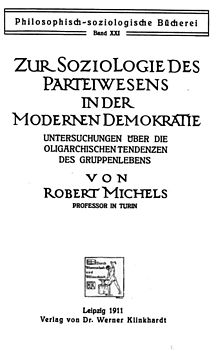 Philosophisch-soziologische Bücherei
Band XXI
ZUR SOZIOLOGIE DES
PARTEIWESENS
IN DER
MODERNEN DEMOKRATIE
UNTERSUCHUNGEN ÜBER DIE
OLIGARCHISCHEN TENDENZEN
DES GRUPPENLEBENS
VON
ROBERT MICHELS
PROFESSOR IN TURIN
Leipzig 1911
Verlag von Dr. Werner Klinkhardt